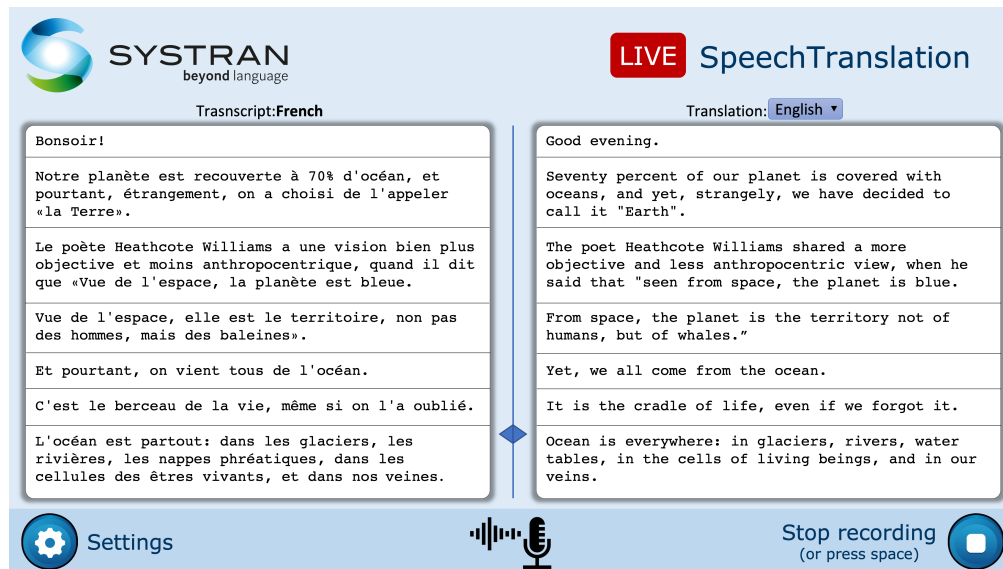 SYSTRAN
beyond language
LIVE SpeechTranslation
Trasnscript:French
Bonsoir!
Notre planète est recouverte à 70% d'océan, et
pourtant, étrangement, on a choisi de l'appeler
«la Terre».
Le poète Heathcote Williams a une vision bien plus
objective et moins anthropocentrique, quand il dit
que «Vue de l'espace, la planète est bleue.
Vue de l'espace, elle est le territoire, non pas
des hommes, mais des baleines».
Et pourtant, on vient tous de l'océan.
C'est le berceau de la vie, même si on l'a oublié.
L'océan est partout: dans les glaciers, les
rivières, les nappes phréatiques, dans les
cellules des êtres vivants, et dans nos veines.
Translation: English
Good evening.
Seventy percent of our planet is covered with
oceans, and yet, strangely, we have decided to
call it "Earth".
The poet Heathcote Williams shared a more
objective and less anthropocentric view, when he
said that "seen from space, the planet is blue.
From space, the planet is the territory not of
humans, but of whales.”
Yet, we all come from the ocean.
It is the cradle of life, even if we forgot it.
Ocean is everywhere: in glaciers, rivers, water
tables, in the cells of living beings, and in our
veins.
Settings
Stop recording
(or press space)